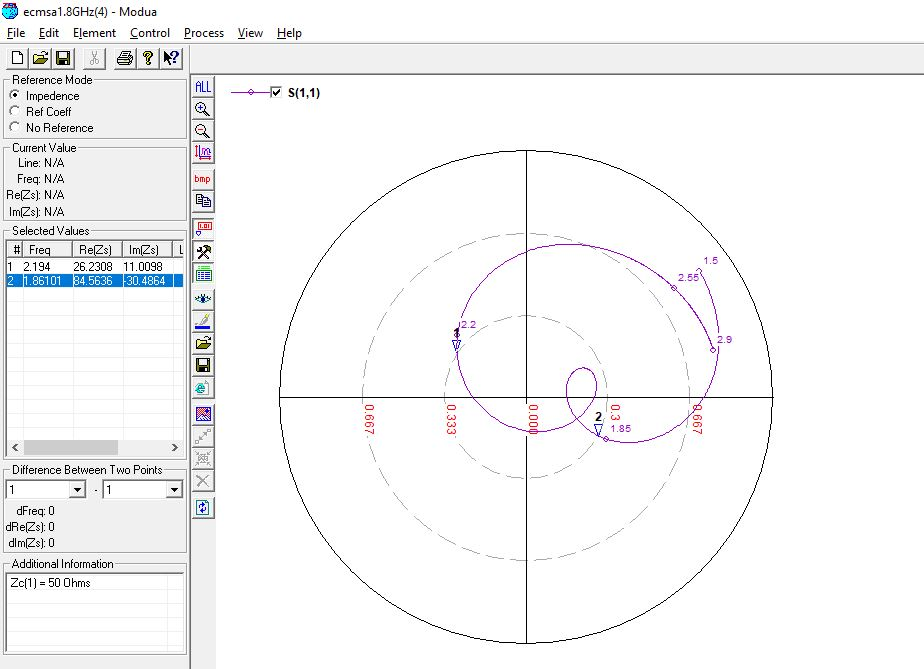 ecmsa1.8GHz(4) - Modua
File Edit Element Control Process View Help
Reference Mode
Impedence
Ref Coeff
No Reference
Current Value
Line: N/A
Freq: N/A
Re(Zs): N/A
Im(Zs): N/A
Selected Values
# Freq Re(Zs) Im(Zs) L
1 2.194 26.2308 11.0098
2 1.86101 84.5636 -30.4864
Difference Between Two Points
1 - 1
dFreq: 0
dRe(Zs): 0
dIm(Zs): 0
Additional Information
Zc(1) = 50 Ohms
ALL
bmp
1.01
S(1,1)
1.5
2.55
2.9
2.2
1
2
1.85
0.667
0.333
0.000
0.3
0.667